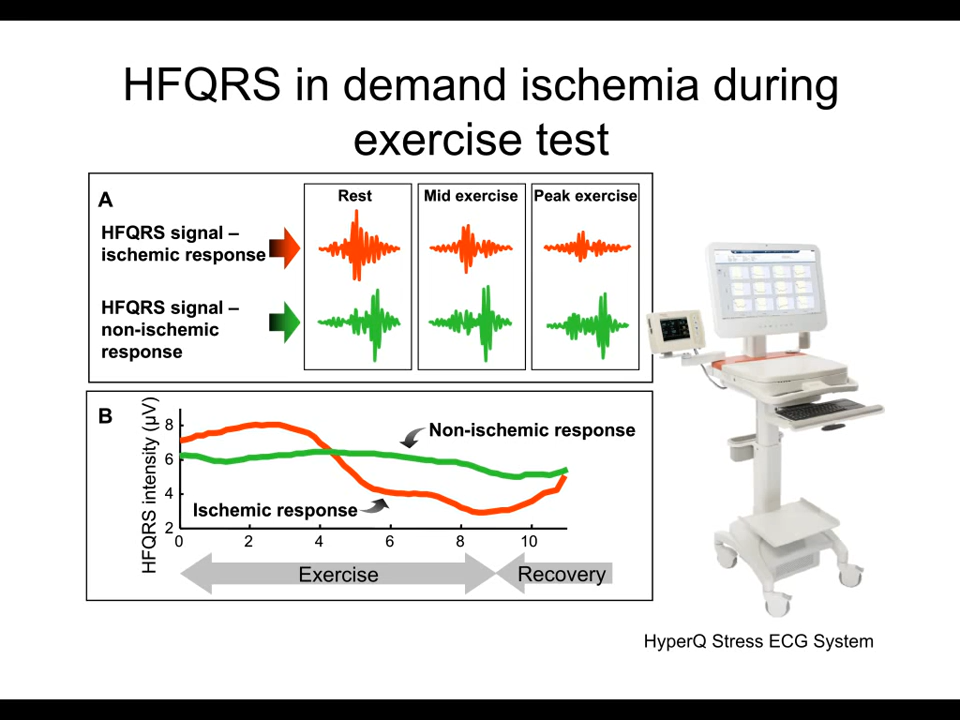 HFQRS in demand ischemia during
exercise test
A
Rest
Mid exercise
Peak exercise
HFQRS signal –
ischemic response
HFQRS signal –
non-ischemic
response
B
HFQRS intensity (µV)
8
6
4
2
0
2
4
6
8
10
Non-ischemic response
Ischemic response
Exercise
Recovery
HyperQ Stress ECG System